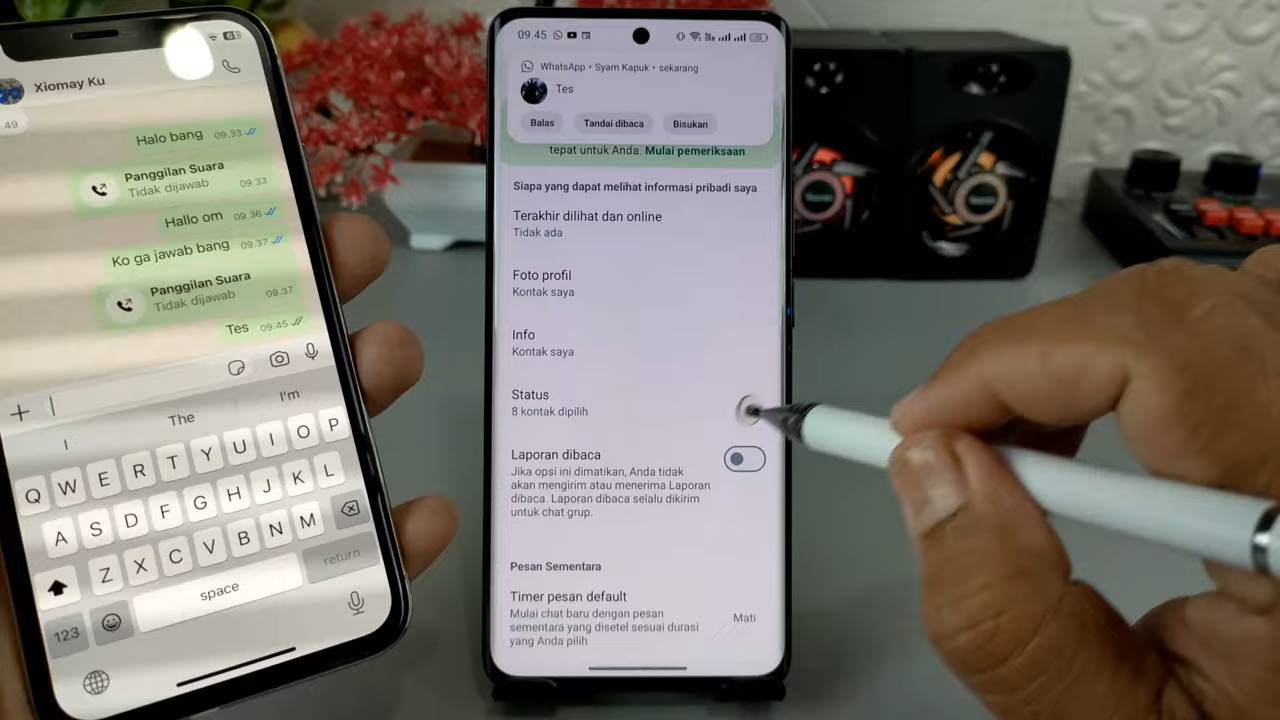 Xiomay Ku
49
Halo bang 09.33
Panggilan Suara
Tidak dijawab 09.33
Hallo om 09.36
Ko ga jawab bang 09.37
Panggilan Suara
Tidak dijawab 09.37
Tes 09.45
I The I'm
Q W E R T Y U I O P
A S D F G H J K L
Z X C V B N M
123 space return
09.45
WhatsApp • Syam Kapuk • sekarang
Tes
Balas Tandai dibaca Bisukan
tepat untuk Anda. Mulai pemeriksaan
Siapa yang dapat melihat informasi pribadi saya
Terakhir dilihat dan online
Tidak ada
Foto profil
Kontak saya
Info
Kontak saya
Status
8 kontak dipilih
Laporan dibaca
Jika opsi ini dimatikan, Anda tidak
akan mengirim atau menerima Laporan
dibaca. Laporan dibaca selalu dikirim
untuk chat grup.
Pesan Sementara
Timer pesan default
Mulai chat baru dengan pesan
sementara yang disetel sesuai durasi
yang Anda pilih
Mati